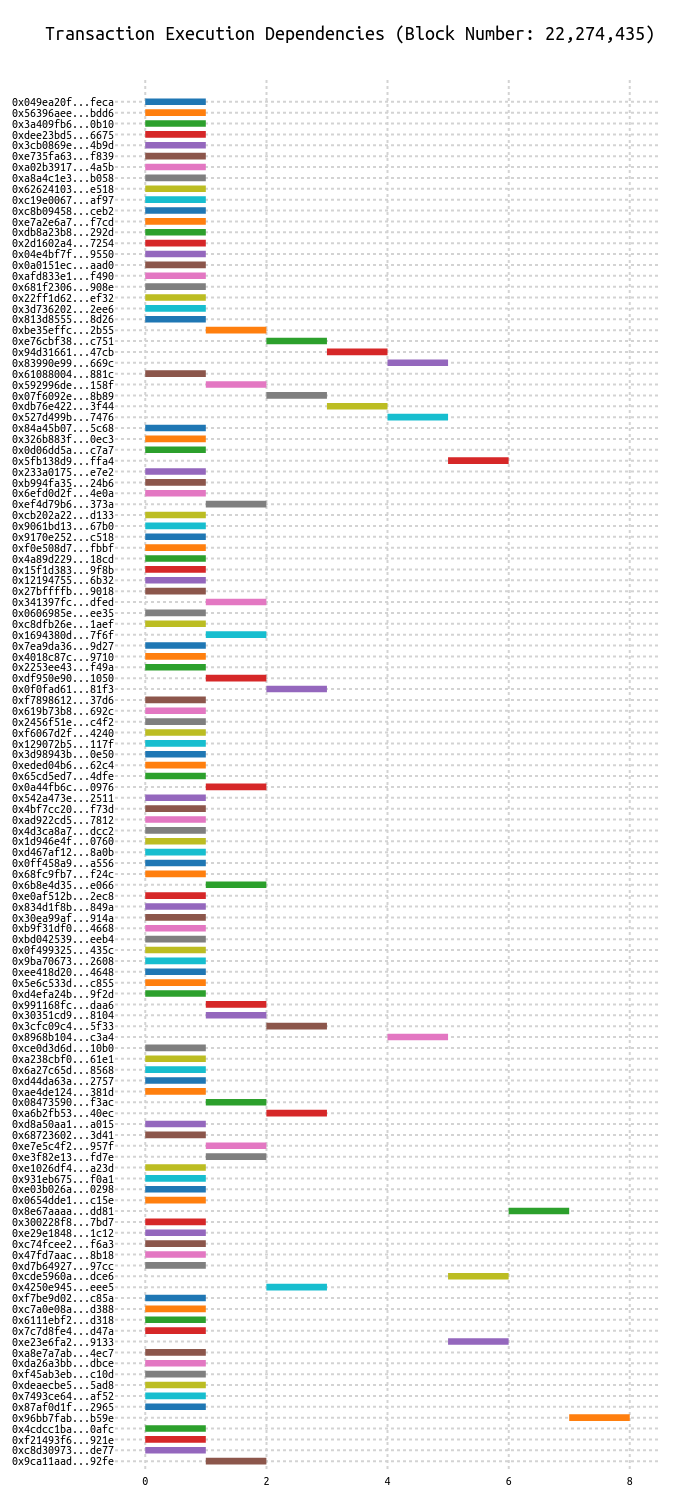 Transaction Execution Dependencies (Block Number: 22,274,435)
0x049ea20f...feca
0x56396aee...bdd6
0x3a409fb6...0b10
0xdee23bd5...6675
0x3cb0869e...4b9d
0xe735fa63...f839
0xa02b3917...4a5b
0xa8a4c1e3...b058
0x62624103...e518
0xc19e0067...af97
0xc8b09458...ceb2
0xe7a2e6a7...f7cd
0xdb8a23b8...292d
0x2d1602a4...7254
0x04e4bf7f...9550
0x0a0151ec...aad0
0xafd833e1...f490
0x681f2306...908e
0x22ff1d62...ef32
0x3d736202...2ee6
0x813d8555...8d26
0xbe35effc...2b55
0xe76cbf38...c751
0x94d31661...47cb
0x83990e99...669c
0x61088004...881c
0x592996de...158f
0x07f6092e...8b89
0xdb76e422...3f44
0x527d499b...7476
0x84a45b07...5c68
0x326b883f...0ec3
0x0d06dd5a...c7a7
0x5fb138d9...ffa4
0x233a0175...e7e2
0xb994fa35...24b6
0x6efd0d2f...4e0a
0xef4d79b6...373a
0xcb202a22...d133
0x9061bd13...67b0
0x9170e252...c518
0xf0e508d7...fbbf
0x4a89d229...18cd
0x15f1d383...9f8b
0x12194755...6b32
0x27bffffb...9018
0x341397fc...dfed
0x0606985e...ee35
0xc8dfb26e...1aef
0x1694380d...7f6f
0x7ea9da36...9d27
0x4018c87c...9710
0x2253ee43...f49a
0xdf950e90...1050
0x0f0fad61...81f3
0xf7898612...37d6
0x619b73b8...692c
0x2456f51e...c4f2
0xf6067d2f...4240
0x129072b5...117f
0x3d98943b...0e50
0xeded04b6...62c4
0x65cd5ed7...4dfe
0x0a44fb6c...0976
0x542a473e...2511
0x4bf7cc20...f73d
0xad922cd5...7812
0x4d3ca8a7...dcc2
0x1d946e4f...0760
0xd467af12...8a0b
0x0ff458a9...a556
0x68fc9fb7...f24c
0x6b8e4d35...e066
0xe0af512b...2ec8
0x834d1f8b...849a
0x30ea99af...914a
0xb9f31df0...4668
0xbd042539...eeb4
0x0f499325...435c
0x9ba70673...2608
0xee418d20...4648
0x5e6c533d...c855
0xd4efa24b...9f2d
0x991168fc...daa6
0x30351cd9...8104
0x3cfc09c4...5f33
0x8968b104...c3a4
0xce0d3d6d...10b0
0xa238cbf0...61e1
0x6a27c65d...8568
0xd44da63a...2757
0xae4de124...381d
0x08473590...f3ac
0xa6b2fb53...40ec
0xd8a50aa1...a015
0x68723602...3d41
0xe7e5c4f2...957f
0xe3f82e13...fd7e
0xe1026df4...a23d
0x931eb675...f0a1
0xe03b026a...0298
0x0654dde1...c15e
0x8e67aaaa...dd81
0x300228f8...7bd7
0xe29e1848...1c12
0xc74fcee2...f6a3
0x47fd7aac...8b18
0xd7b64927...97cc
0xcde5960a...dce6
0x4250e945...eee5
0xf7be9d02...c85a
0xc7a0e08a...d388
0x6111ebf2...d318
0x7c7d8fe4...d47a
0xe23e6fa2...9133
0xa8e7a7ab...4ec7
0xda26a3bb...dbce
0xf45ab3eb...c10d
0xdeaecbe5...5ad8
0x7493ce64...af52
0x87af0d1f...2965
0x96bb7fab...b59e
0x4cdcc1ba...0afc
0xf21493f6...921e
0xc8d30973...de77
0x9ca11aad...92fe
0 2 4 6 8